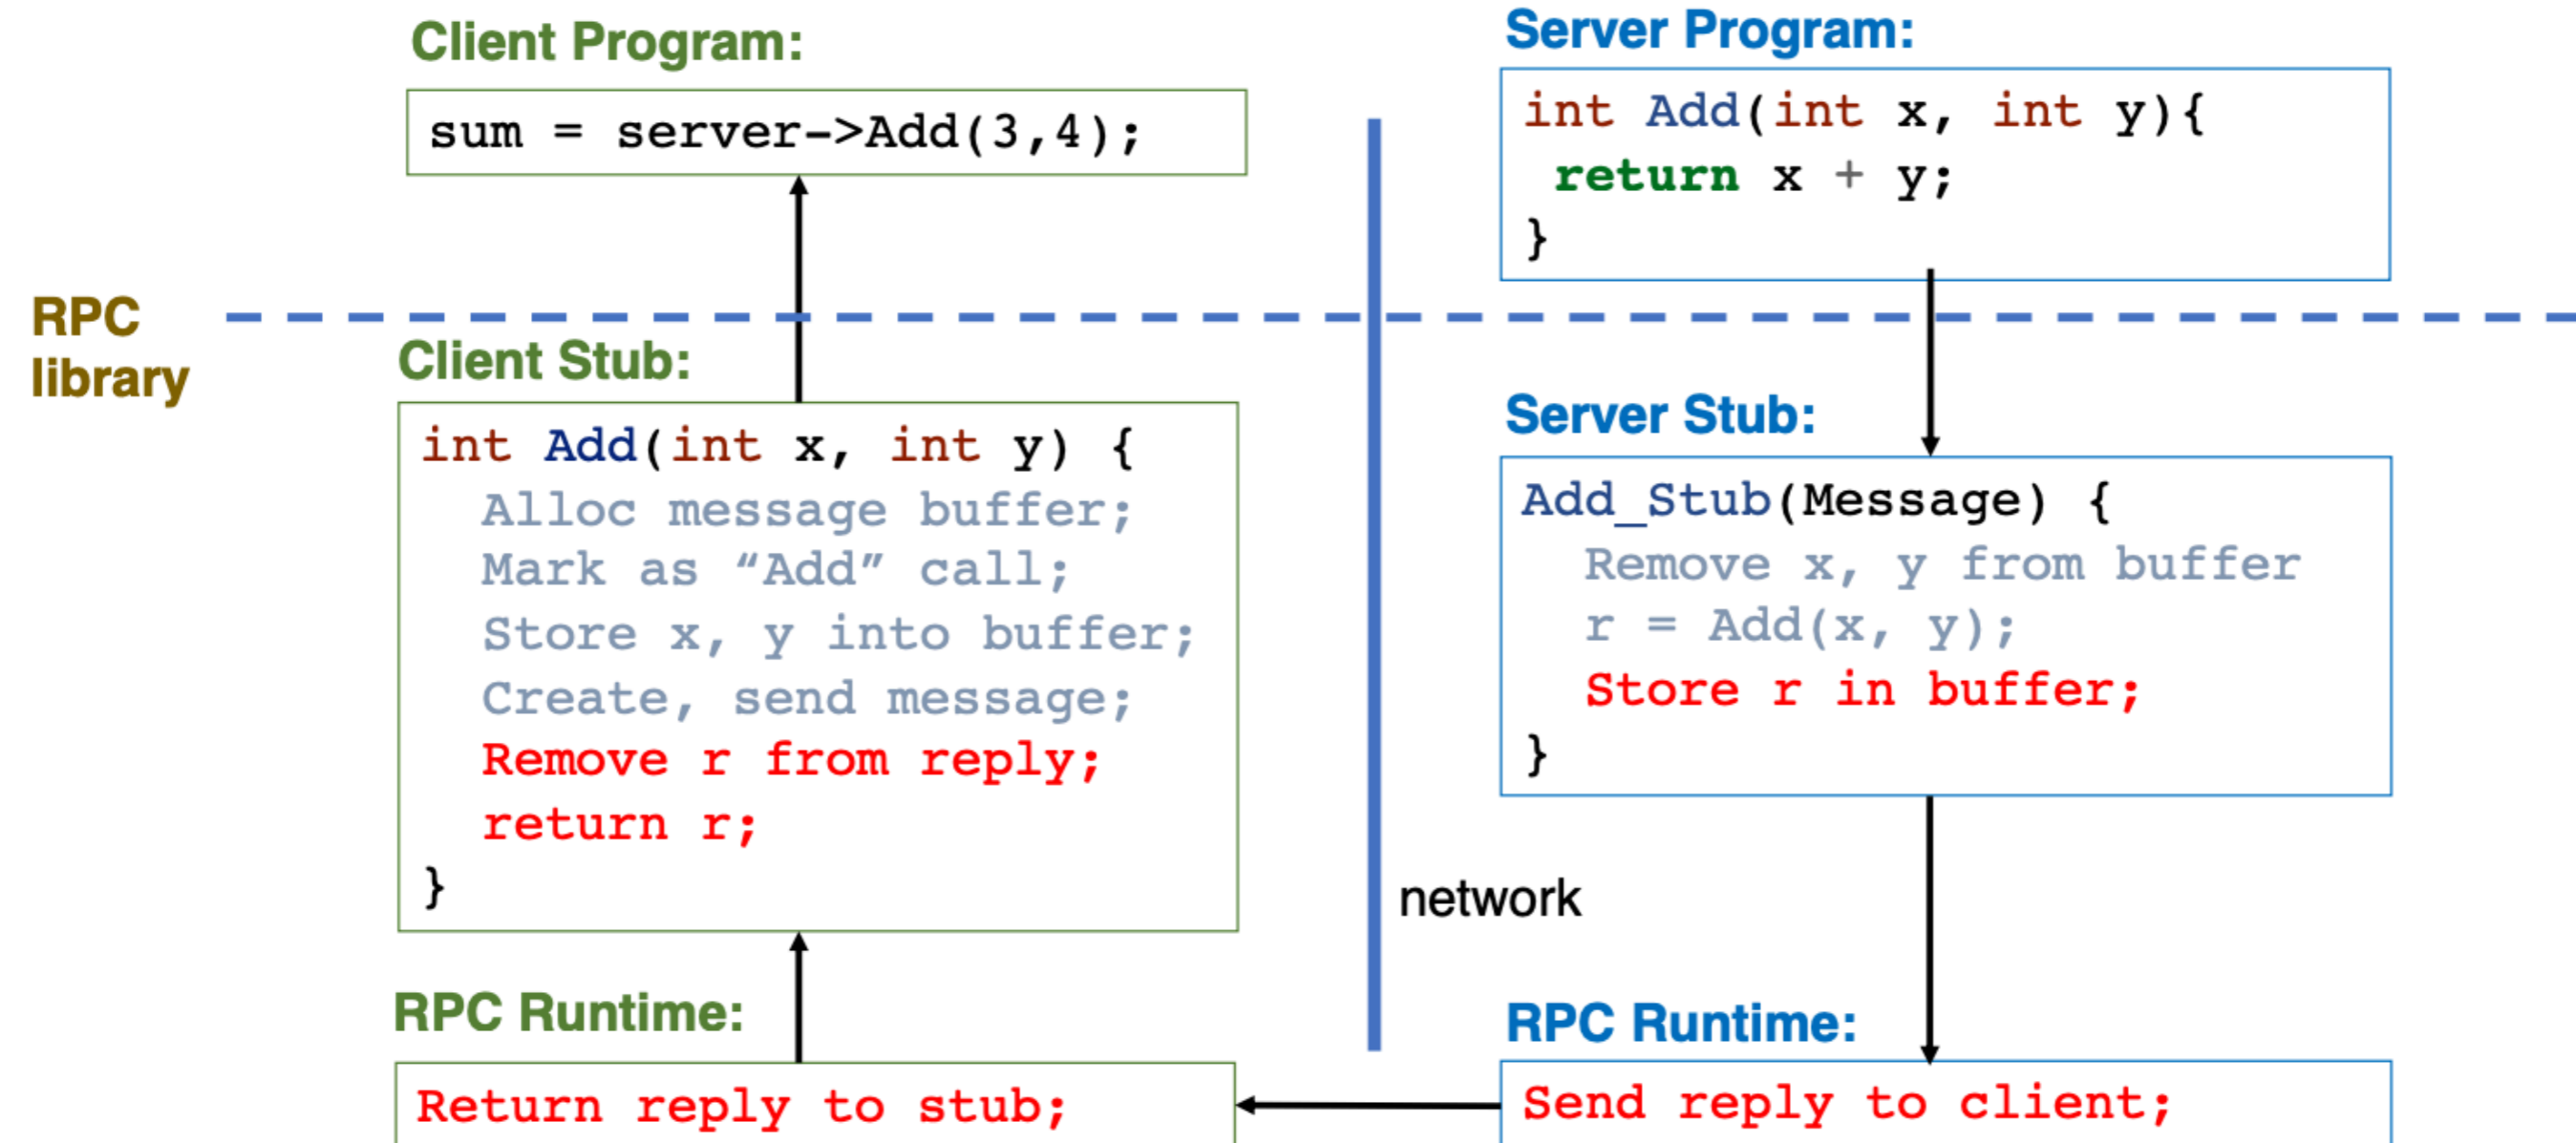 Client Program:
sum = server->Add(3,4);
Server Program:
int Add(int x, int y){
return x + y;
}
RPC
library
Client Stub:
int Add(int x, int y) {
Alloc message buffer;
Mark as “Add” call;
Store x, y into buffer;
Create, send message;
Remove r from reply;
return r;
}
Server Stub:
Add_Stub(Message) {
Remove x, y from buffer
r = Add(x, y);
Store r in buffer;
}
network
RPC Runtime:
Return reply to stub;
RPC Runtime:
Send reply to client;